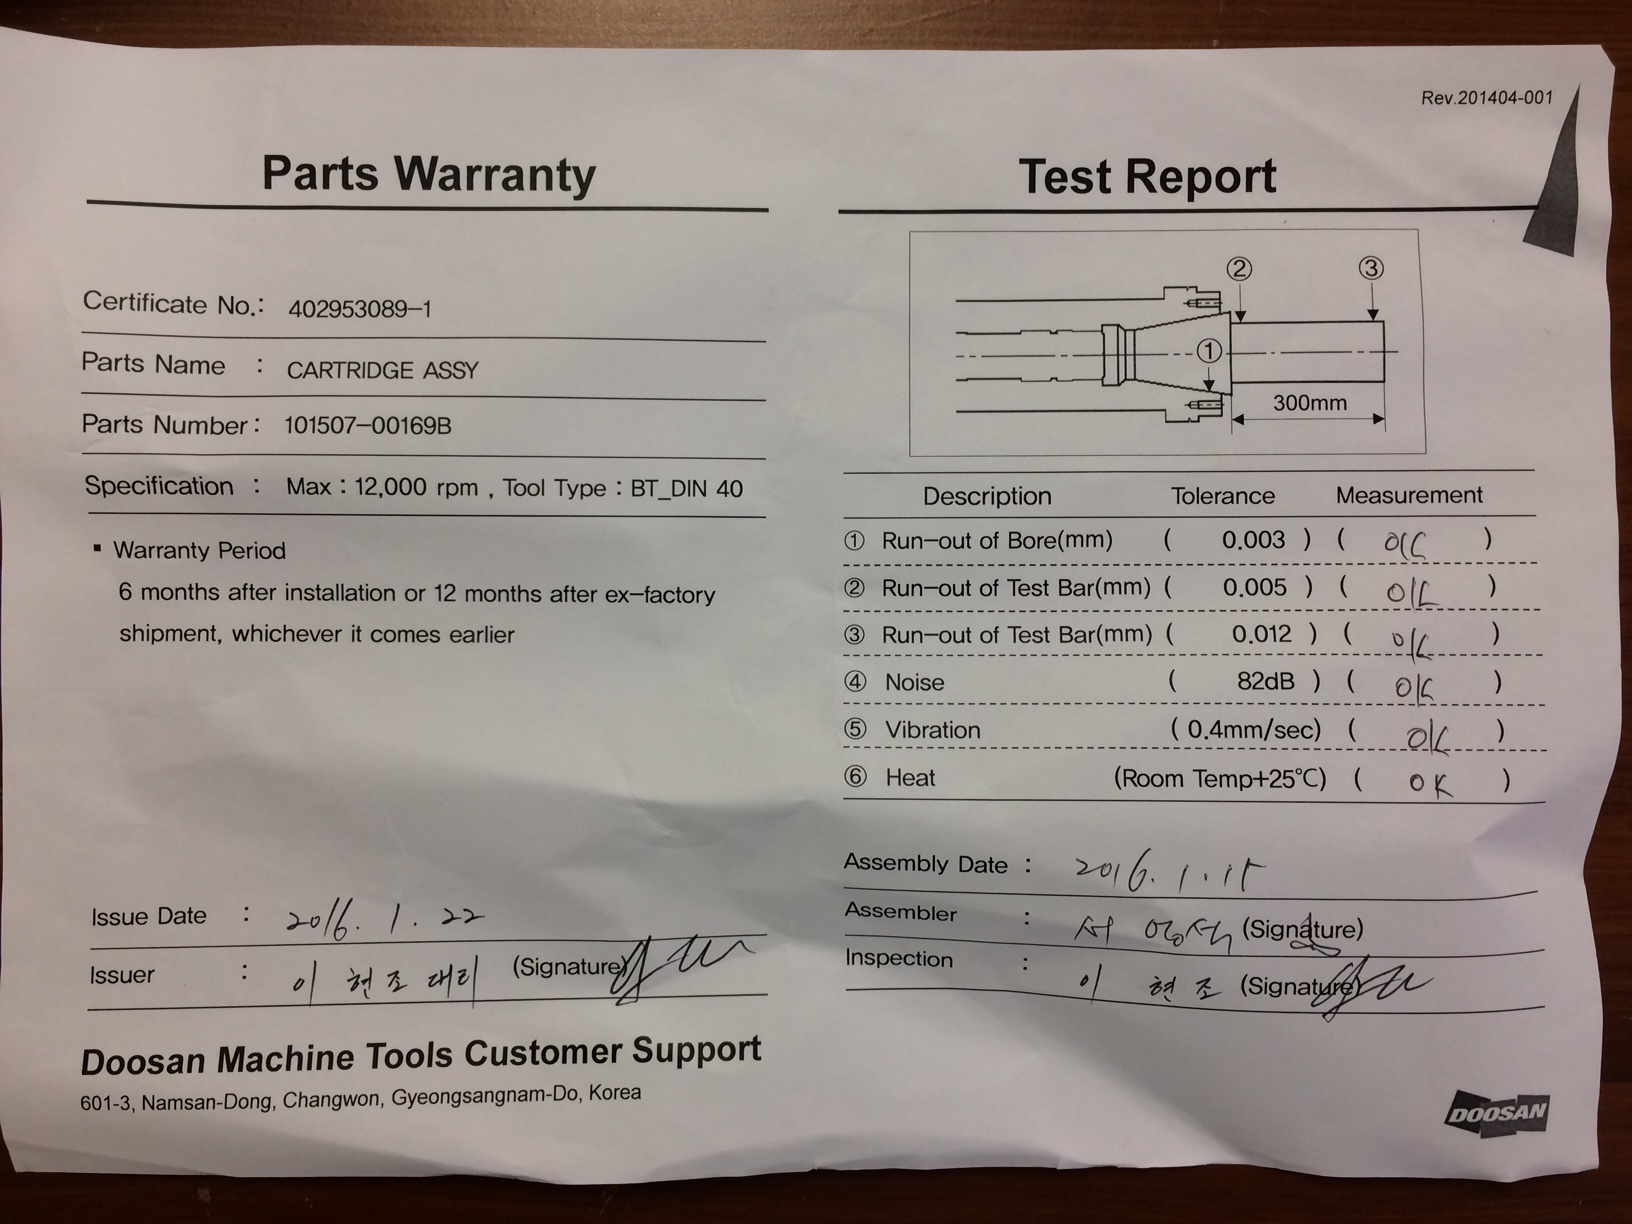 Rev.201404-001
Parts Warranty
Certificate No.: 402953089-1
Parts Name : CARTRIDGE ASSY
Parts Number : 101507-00169B
Specification : Max : 12,000 rpm , Tool Type : BT_DIN 40
▪ Warranty Period
6 months after installation or 12 months after ex-factory
shipment, whichever it comes earlier
Issue Date : 2016. 1. 22
Issuer : 이 현조 대리 (Signature)
Doosan Machine Tools Customer Support
601-3, Namsan-Dong, Changwon, Gyeongsangnam-Do, Korea
Test Report
② ③
①
300mm
Description Tolerance Measurement
① Run-out of Bore(mm) ( 0.003 ) ( OK )
② Run-out of Test Bar(mm) ( 0.005 ) ( OK )
③ Run-out of Test Bar(mm) ( 0.012 ) ( OK )
④ Noise ( 82dB ) ( OK )
⑤ Vibration ( 0.4mm/sec) ( OK )
⑥ Heat (Room Temp+25℃) ( OK )
Assembly Date : 2016. 1. 15
Assembler : 서 (Signature)
Inspection : 이 현 조 (Signature)
DOOSAN